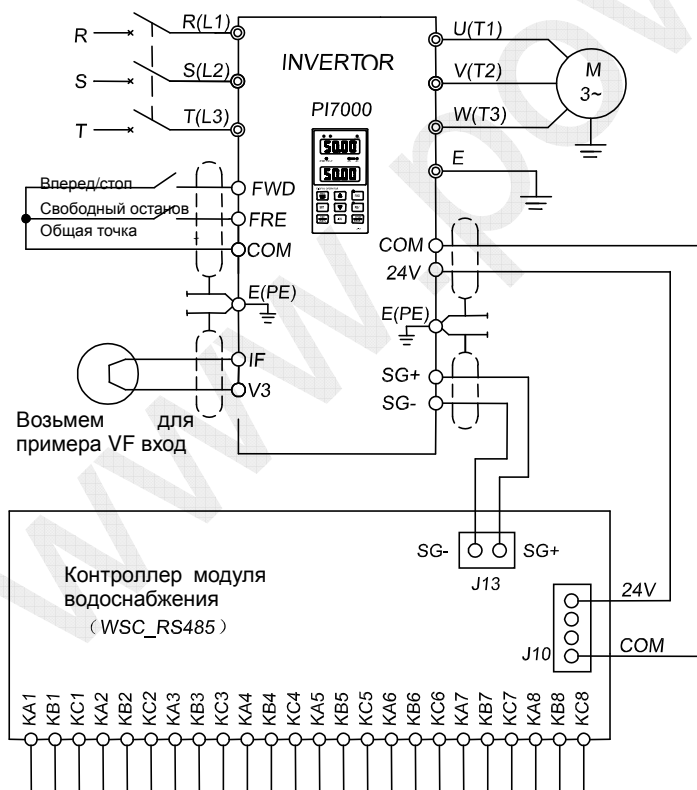 R
R(L1)
S
S(L2)
T
T(L3)
INVERTOR
PI7000
50.00
50.00
U(T1)
V(T2)
W(T3)
E
M
3~
Вперед/стоп
FWD
Свободный останов
FRE
Общая точка
COM
E(PE)
IF
V3
Возьмем для
примера VF вход
COM
24V
E(PE)
SG+
SG-
SG-
SG+
J13
Контроллер модуля
водоснабжения
(WSC_RS485)
24V
J10
COM
KA1
KB1
KC1
KA2
KB2
KC2
KA3
KB3
KC3
KA4
KB4
KC4
KA5
KB5
KC5
KA6
KB6
KC6
KA7
KB7
KC7
KA8
KB8
KC8